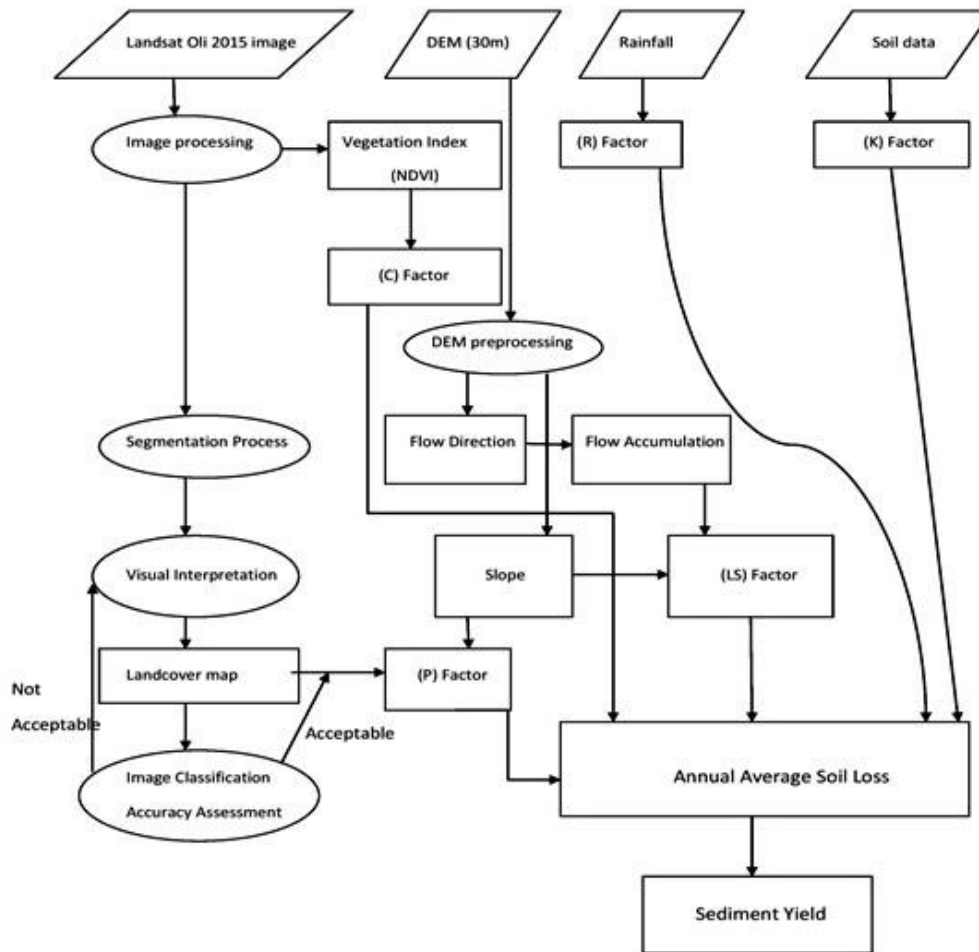 Landsat Oli 2015 image
DEM (30m)
Rainfall
Soil data
Image processing
Vegetation Index
(NDVI)
(R) Factor
(K) Factor
(C) Factor
DEM preprocessing
Segmentation Process
Flow Direction
Flow Accumulation
Visual Interpretation
Slope
(LS) Factor
Landcover map
(P) Factor
Not
Acceptable
Acceptable
Image Classification
Accuracy Assessment
Annual Average Soil Loss
Sediment Yield